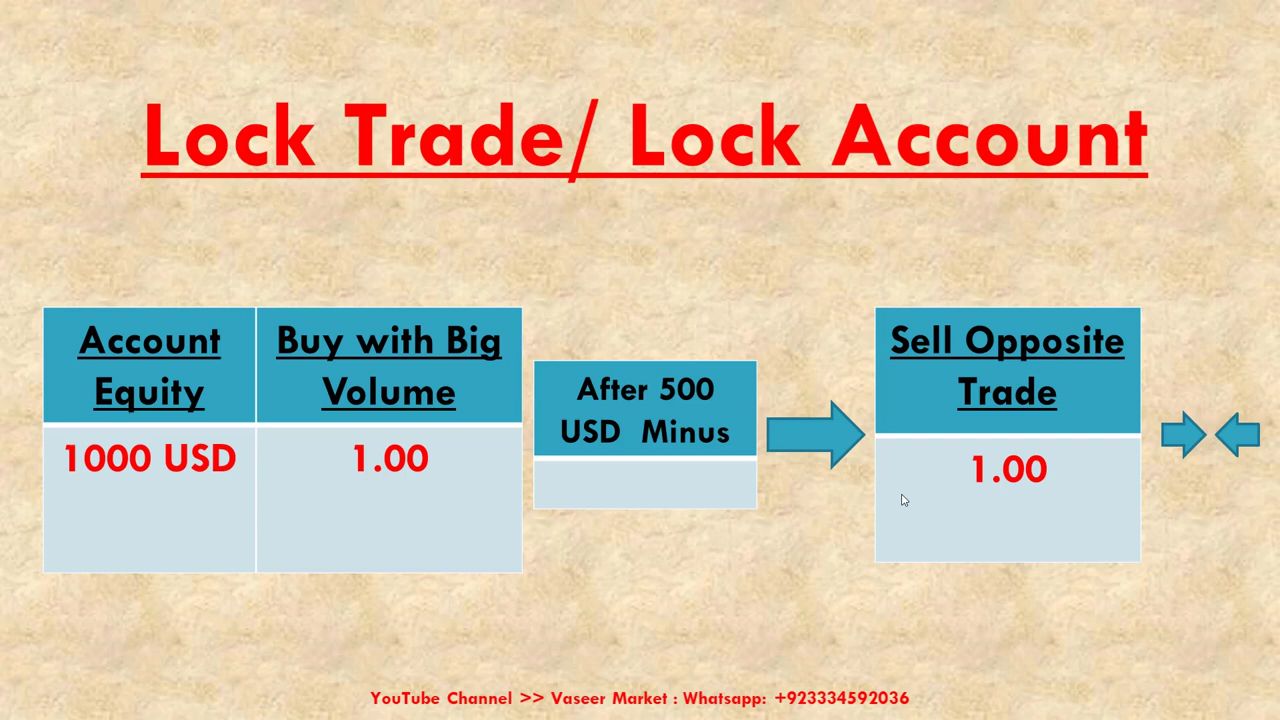 Lock Trade/ Lock Account
Account
Equity
Buy with Big
Volume
1000 USD
1.00
After 500
USD Minus
Sell Opposite
Trade
1.00
YouTube Channel >> Vaseer Market : Whatsapp: +923334592036